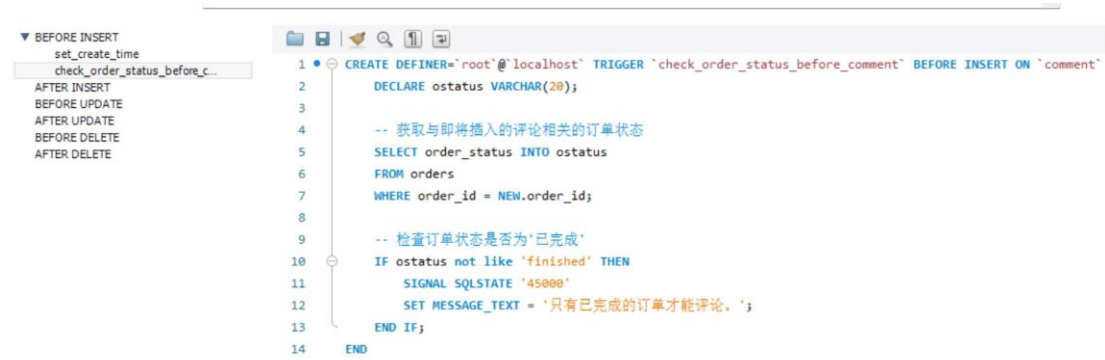 BEFORE INSERT
set_create_time
check_order_status_before_c...
AFTER INSERT
BEFORE UPDATE
AFTER UPDATE
BEFORE DELETE
AFTER DELETE
1 CREATE DEFINER=`root`@`localhost` TRIGGER `check_order_status_before_comment` BEFORE INSERT ON `comment`
2 DECLARE ostatus VARCHAR(20);
3
4 -- 获取与即将插入的评论相关的订单状态
5 SELECT order_status INTO ostatus
6 FROM orders
7 WHERE order_id = NEW.order_id;
8
9 -- 检查订单状态是否为'已完成'
10 IF ostatus not like 'finished' THEN
11 SIGNAL SQLSTATE '45000'
12 SET MESSAGE_TEXT = '只有已完成的订单才能评论。';
13 END IF;
14 END